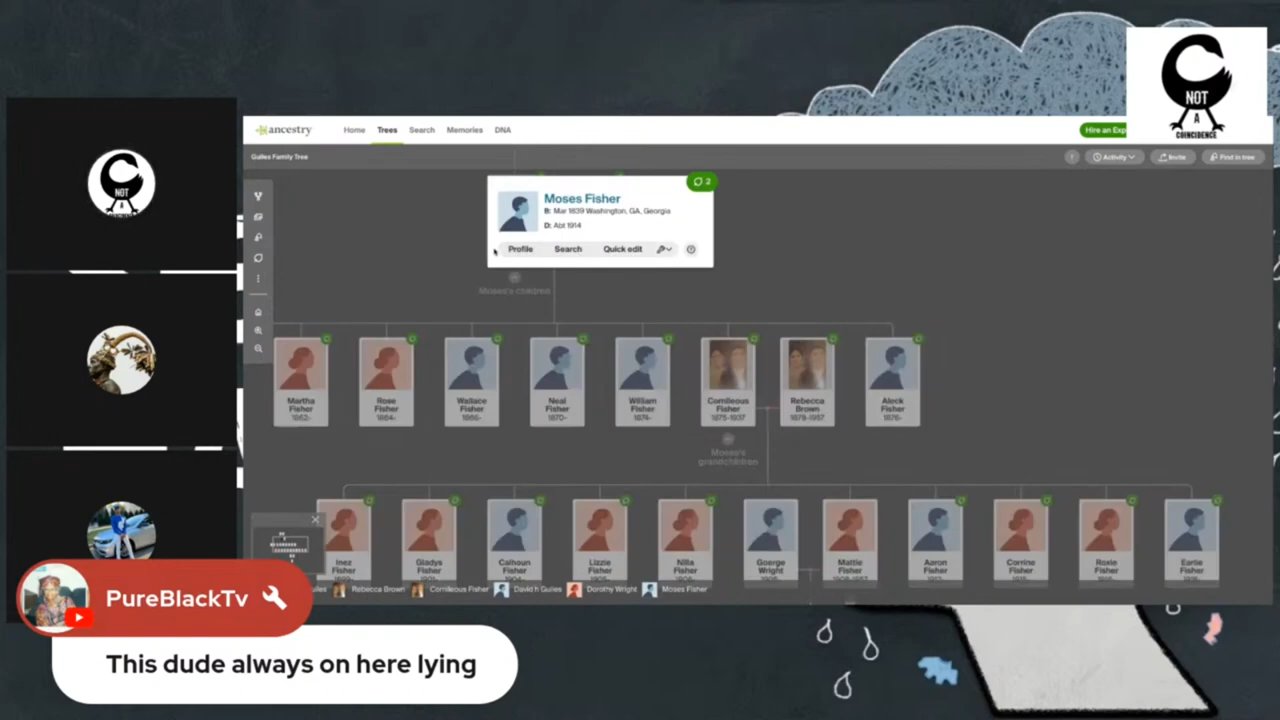 NOT
A
COINCIDENCE
ancestry
Home
Trees
Search
Memories
DNA
Hire an Exp
Guiles Family Tree
Activity
Invite
Find in tree
2
Moses Fisher
B: Mar 1839 Washington, GA, Georgia
D: Abt 1914
Profile
Search
Quick edit
Moses's children
Martha Fisher
1862-
Rose Fisher
1864-
Wallace Fisher
1866-
Neal Fisher
1870-
William Fisher
1874-
Cornileous Fisher
1875-1937
Rebecca Brown
1878-1957
Aleck Fisher
1876-
Moses's
grandchildren
Inez Fisher
Gladys Fisher
Calhoun Fisher
Lizzie Fisher
Nilla Fisher
Goerge Wright
Mattie Fisher
Aaron Fisher
Corrine Fisher
Roxie Fisher
Earlie Fisher
Rebecca Brown
Cornileous Fisher
David h Guiles
Dorothy Wright
Moses Fisher
NOT
A
PureBlackTv
This dude always on here lying